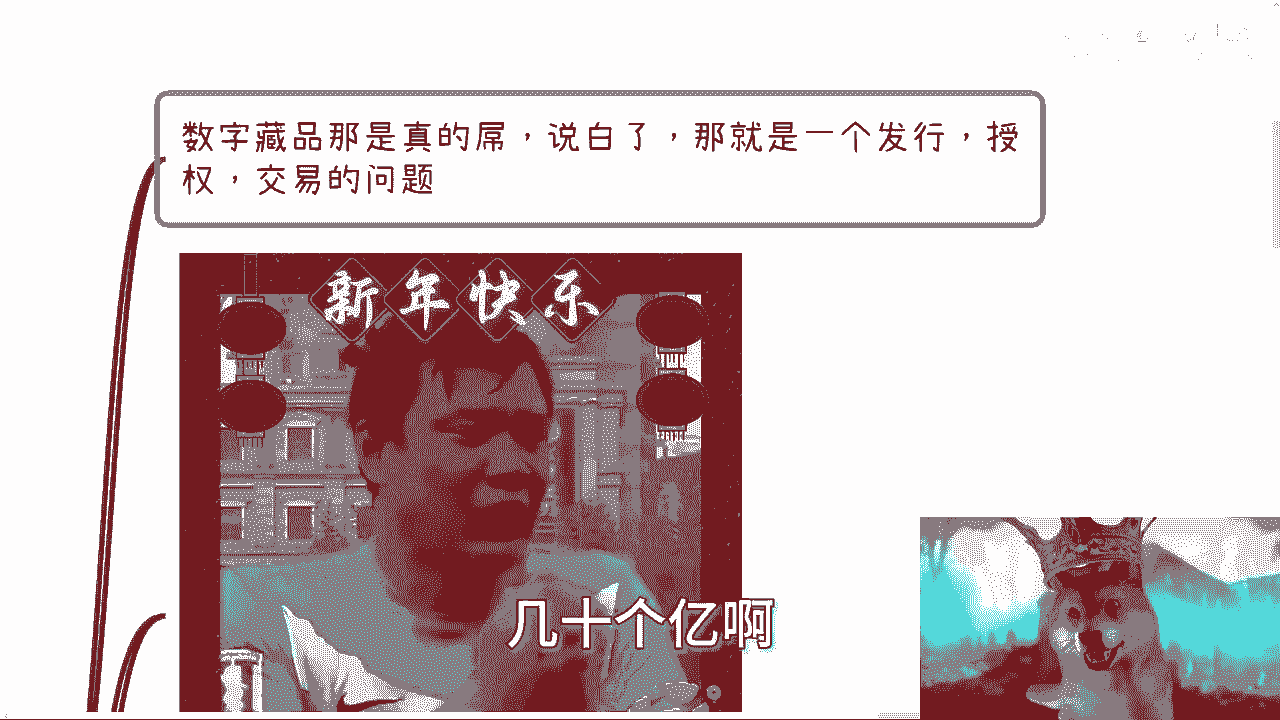 数字藏品那是真的屌，说白了，那就是一个发行，授
权，交易的问题
新年快乐
几十个亿啊